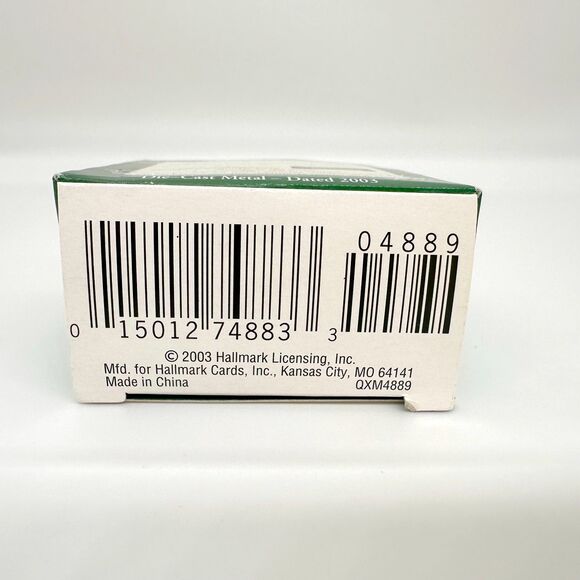 Die-Cast Metal - Dated 2003
04889
0 15012 74883 3
© 2003 Hallmark Licensing, Inc.
Mfd. for Hallmark Cards, Inc., Kansas City, MO 64141
Made in China QXM4889